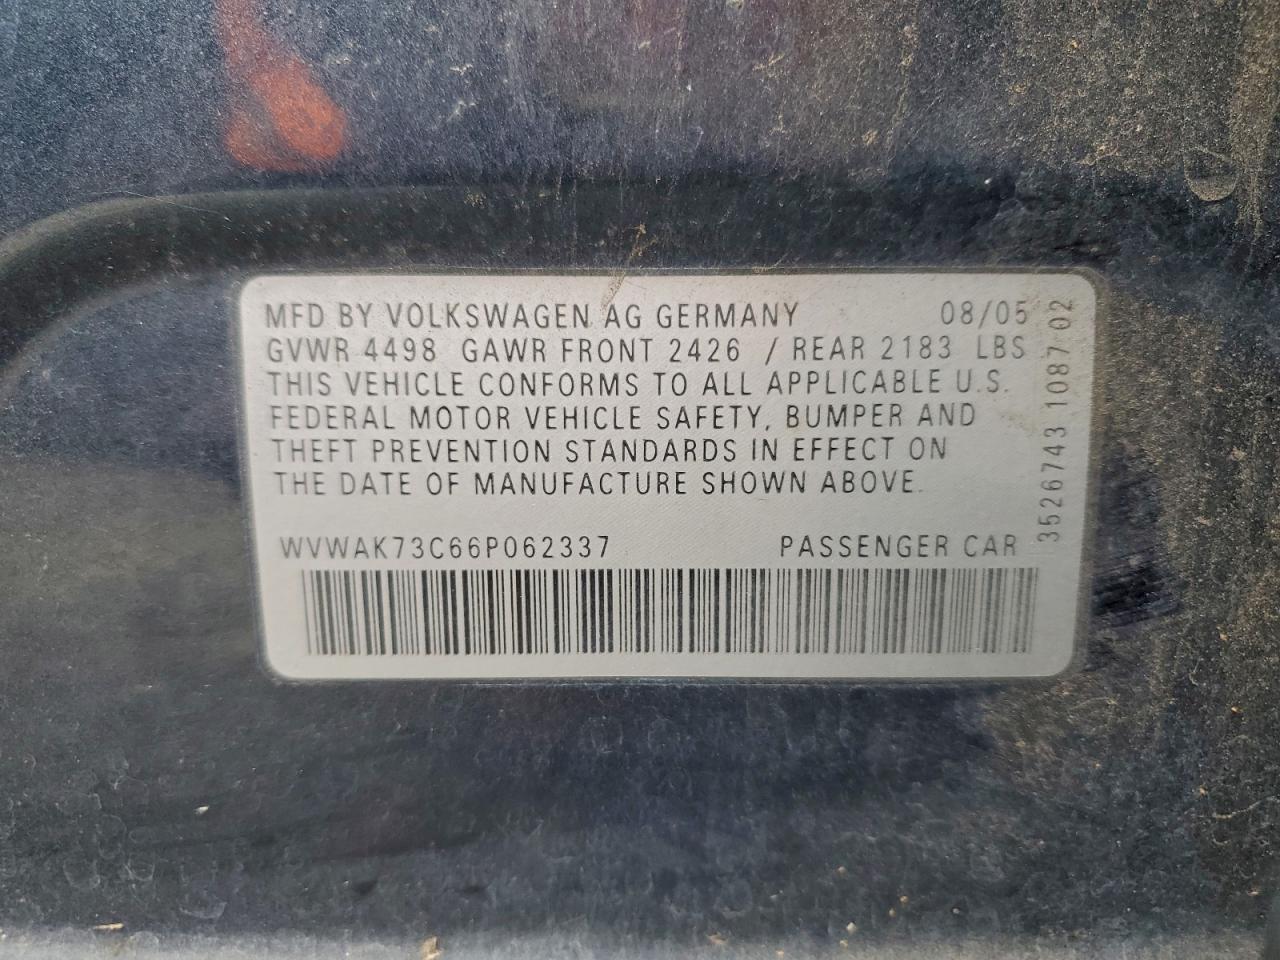 MFD BY VOLKSWAGEN AG GERMANY 08/05
GVWR 4498 GAWR FRONT 2426 / REAR 2183 LBS
THIS VEHICLE CONFORMS TO ALL APPLICABLE U.S.
FEDERAL MOTOR VEHICLE SAFETY, BUMPER AND
THEFT PREVENTION STANDARDS IN EFFECT ON
THE DATE OF MANUFACTURE SHOWN ABOVE.
WVWAK73C66P062337 PASSENGER CAR
3526743 1087 02